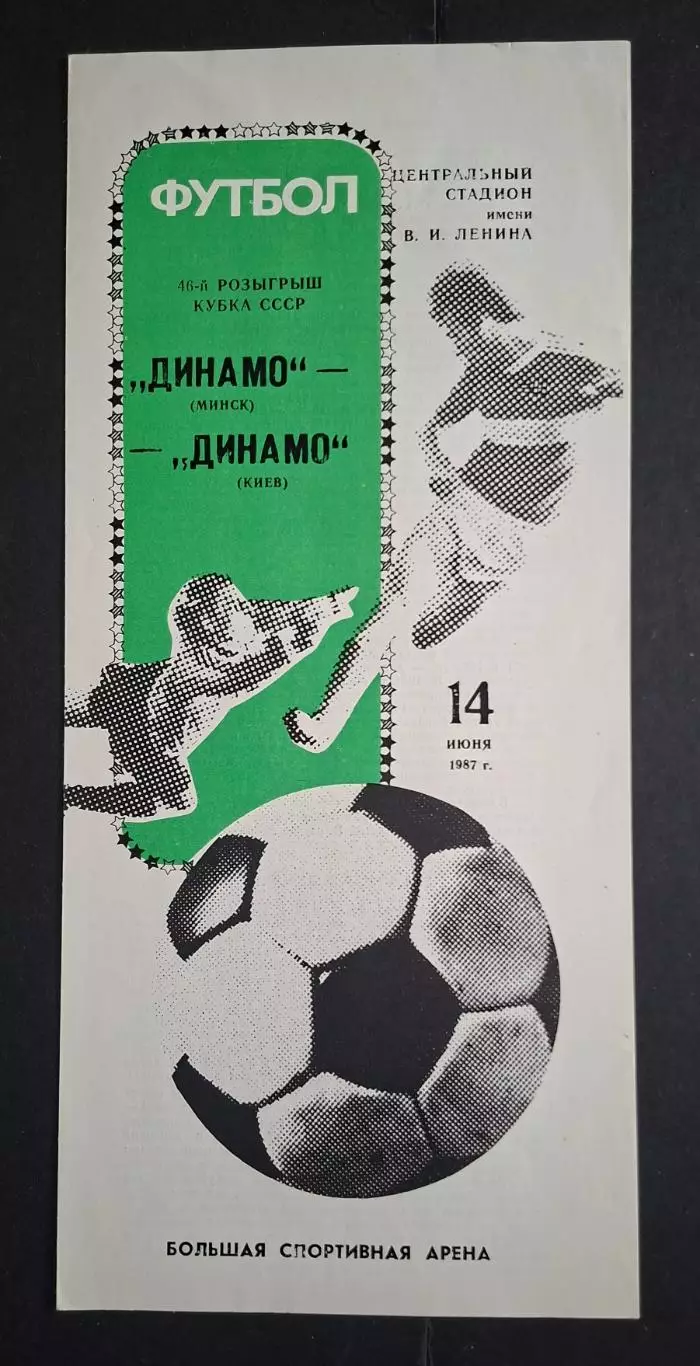 ФУТБОЛ
ЦЕНТРАЛЬНЫЙ
СТАДИОН
имени
В. И. ЛЕНИНА
46-й РОЗЫГРЫШ
КУБКА СССР
„ДИНАМО“ —
(МИНСК)
— „ДИНАМО“
(КИЕВ)
14
ИЮНЯ
1987 г.
БОЛЬШАЯ СПОРТИВНАЯ АРЕНА